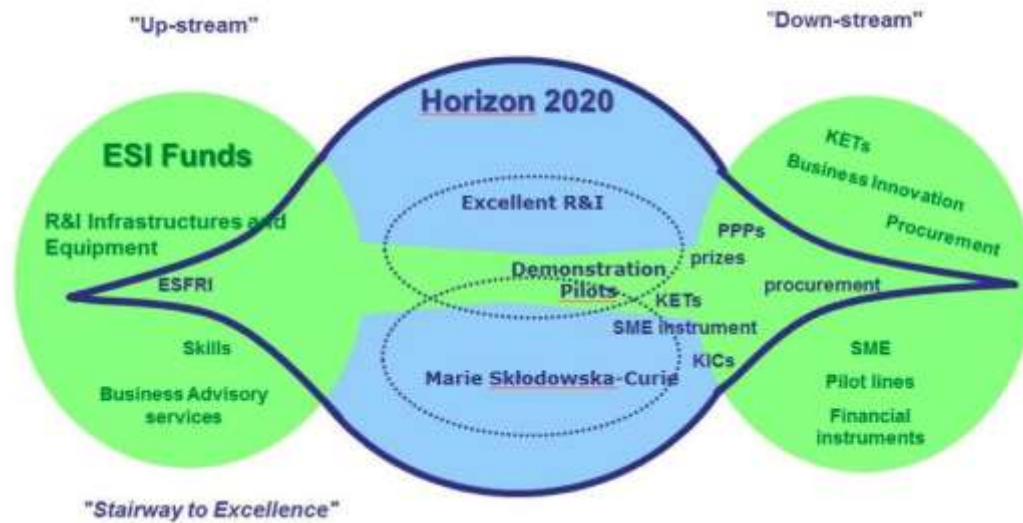 "Up-stream"
"Down-stream"
Horizon 2020
ESI Funds
R&I Infrastructures and
Equipment
ESFRI
Skills
Business Advisory
services
Excellent R&I
Demonstration
Pilots
Marie Skłodowska-Curie
PPPs
prizes
KETs
SME instrument
KICs
procurement
KETs
Business Innovation
Procurement
SME
Pilot lines
Financial
instruments
"Stairway to Excellence"